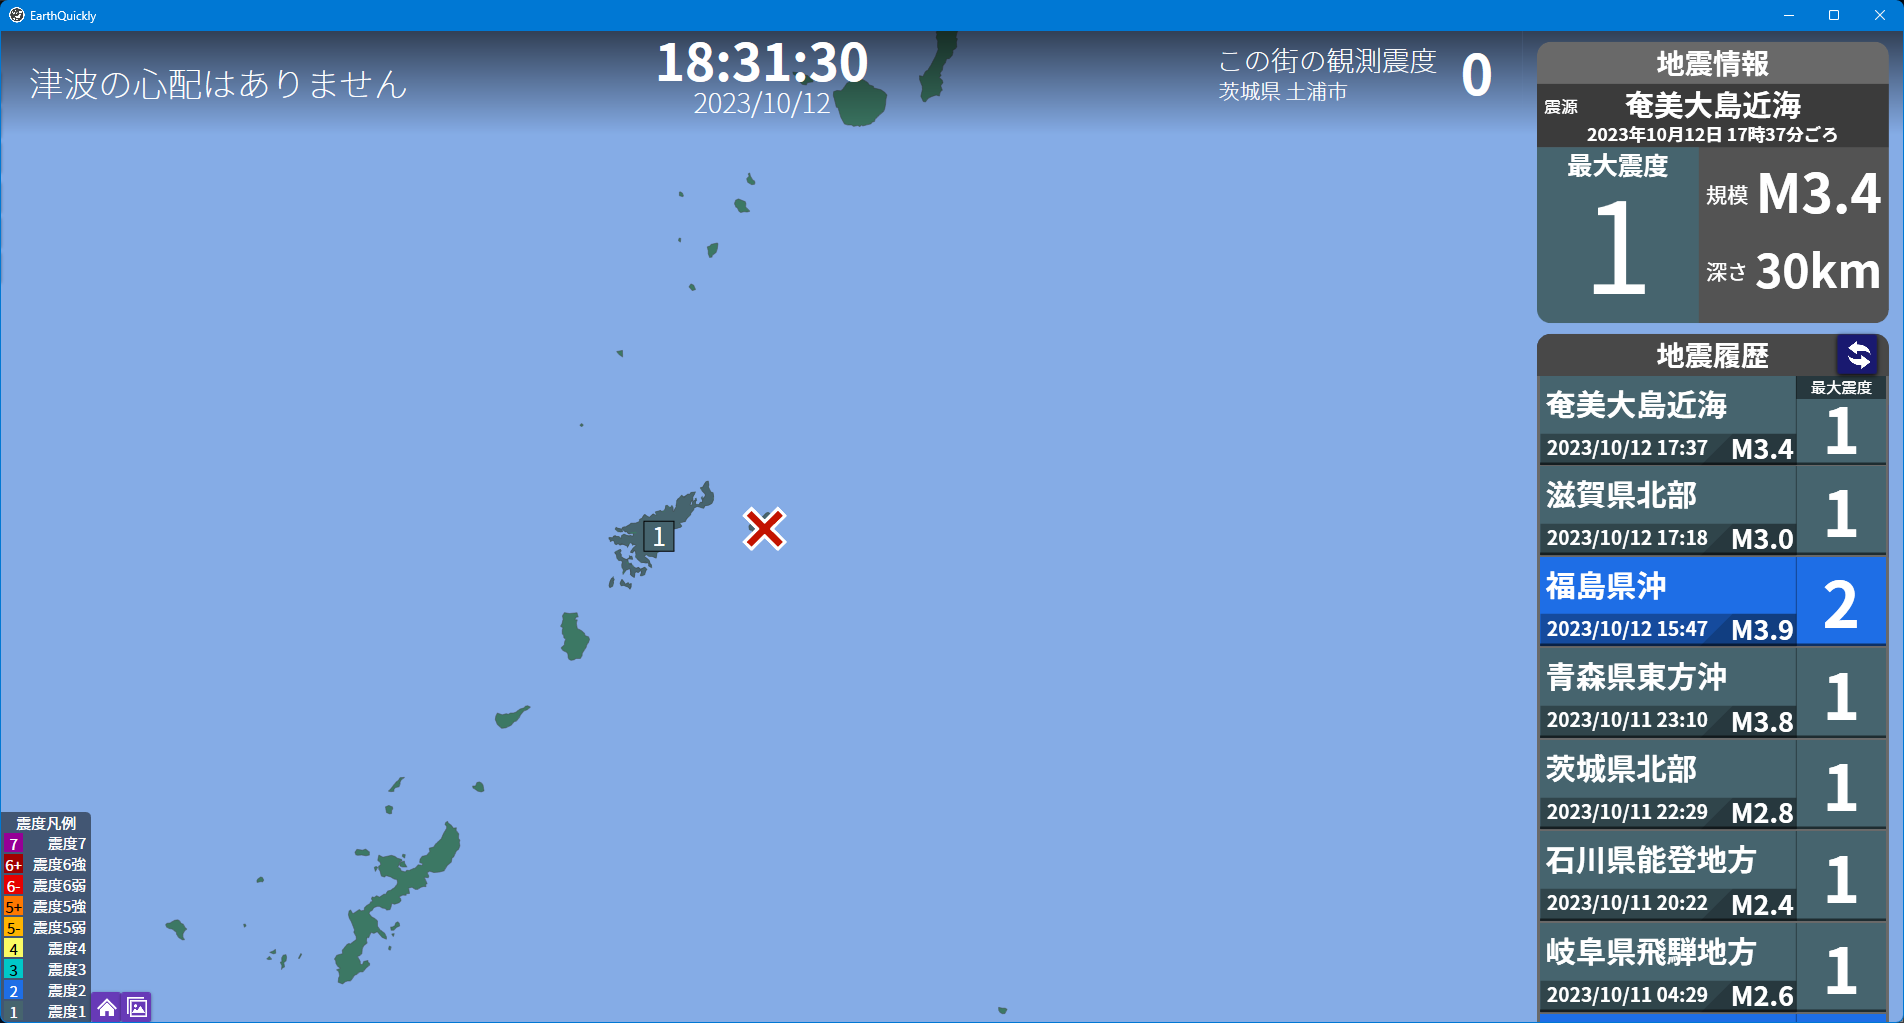 EarthQuickly
津波の心配はありません
18:31:30
2023/10/12
この街の観測震度
茨城県 土浦市
0
地震情報
震源
奄美大島近海
2023年10月12日 17時37分ごろ
最大震度
1
規模 M3.4
深さ 30km
地震履歴
最大震度
奄美大島近海
2023/10/12 17:37 M3.4
1
滋賀県北部
2023/10/12 17:18 M3.0
1
福島県沖
2023/10/12 15:47 M3.9
2
青森県東方沖
2023/10/11 23:10 M3.8
1
茨城県北部
2023/10/11 22:29 M2.8
1
石川県能登地方
2023/10/11 20:22 M2.4
1
岐阜県飛騨地方
2023/10/11 04:29 M2.6
1
1
震度凡例
7 震度7
6+ 震度6強
6- 震度6弱
5+ 震度5強
5- 震度5弱
4 震度4
3 震度3
2 震度2
1 震度1